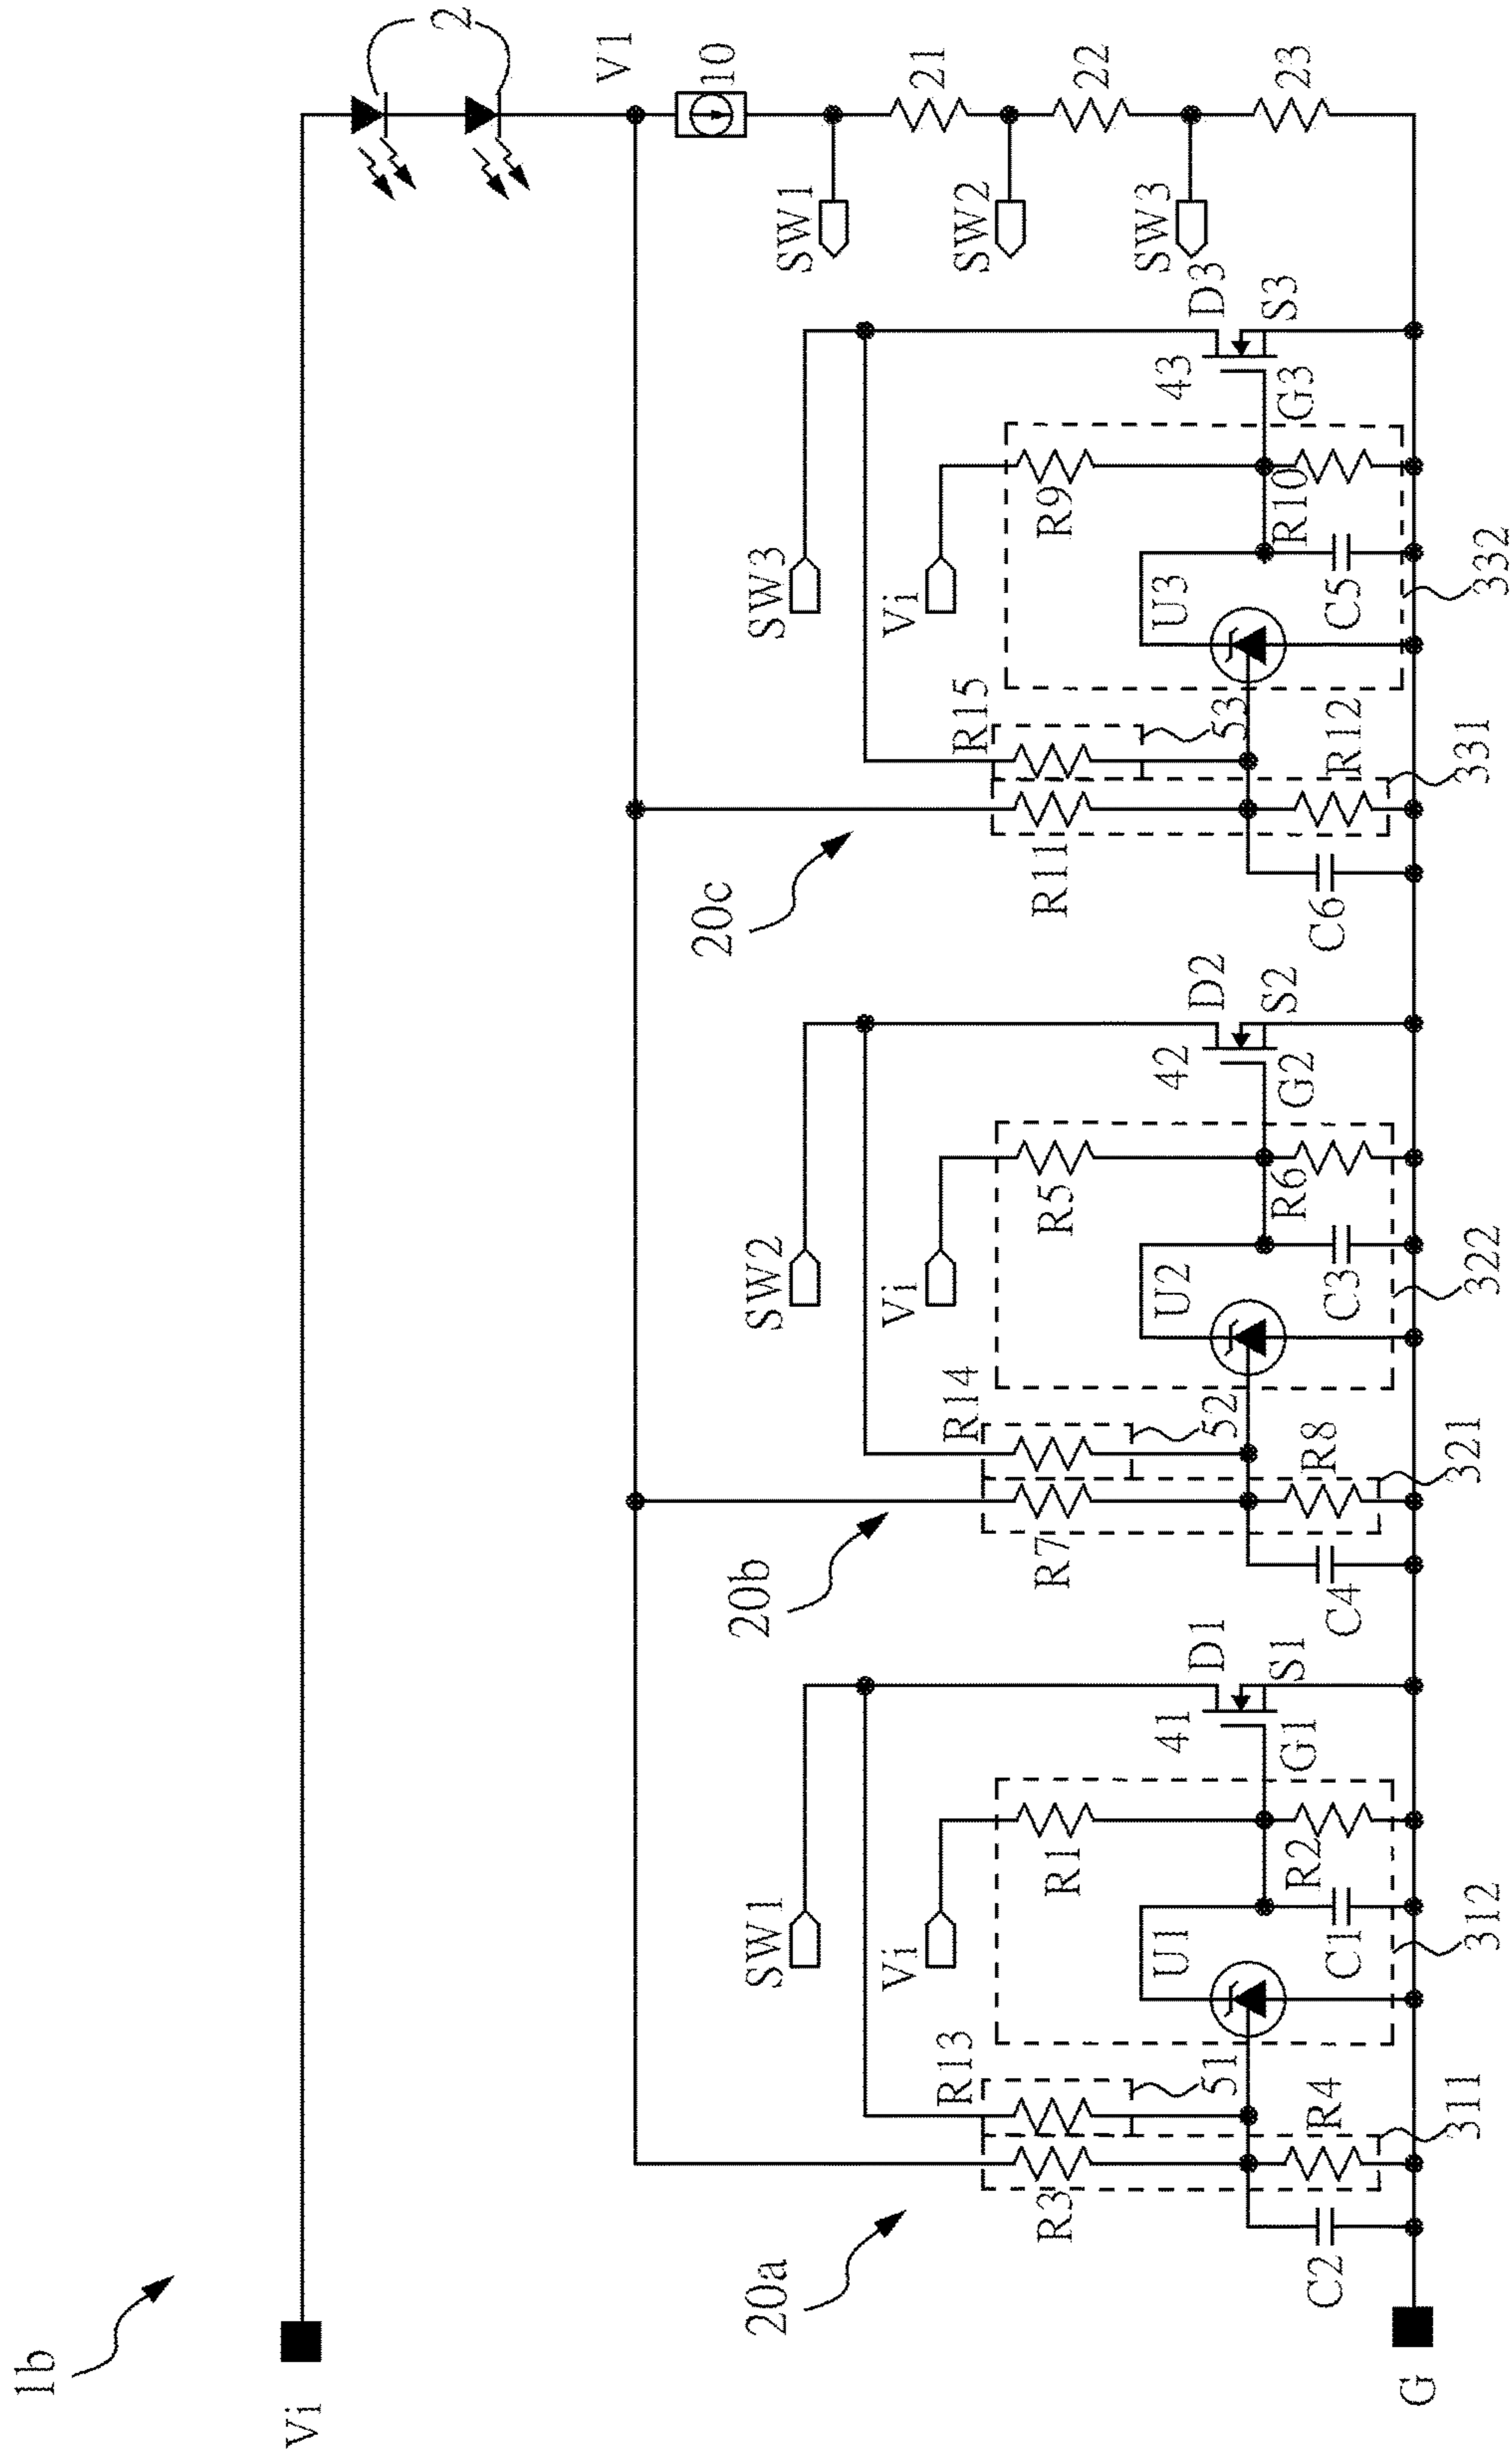 1b
Vi
2
V1
10
SW1
21
SW2
22
SW3
23
20a
SW1
Vi
R13
R3
51
R4
311
C2
U1
R1
R2
C1
312
41
D1
G1
S1
20b
SW2
Vi
R14
R7
52
R8
321
C4
U2
R5
R6
C3
322
42
D2
G2
S2
20c
SW3
Vi
R15
R11
53
R12
331
C6
U3
R9
R10
C5
332
43
D3
G3
S3
G